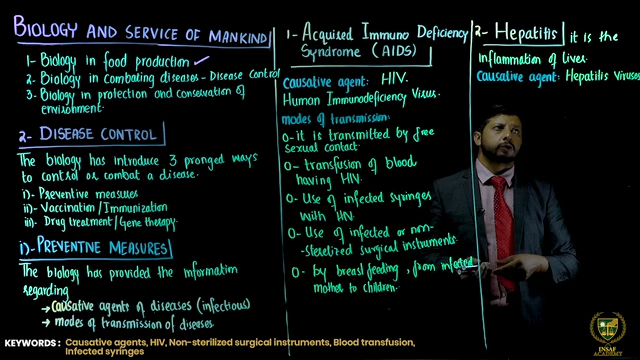 BIOLOGY AND SERVICE OF MANKIND
1- Biology in food production ✓
2- Biology in Combating diseases - Disease Control
3- Biology in protection and conservation of
environment.
2- DISEASE CONTROL
The biology has introduce 3 pronged ways
to control or combat a disease.
i)- Preventive measures
ii)- Vaccination/Immunization
iii)- Drug treatment/Gene therapy.
i)- PREVENTIVE MEASURES
The biology has provided the information
regarding
→ Causative agents of diseases (infectious)
→ modes of transmission of diseases
1- Acquired Immuno Deficiency
Syndrome (AIDS)
Causative agent: HIV.
Human Immunodeficiency Virus.
modes of transmission:
0- it is transmitted by free
Sexual contact.
0- transfusion of blood
having HIV.
0- Use of infected syringes
with HIV.
0- Use of infected or non-
-sterelized surgical instruments.
0- by breast feeding, from infected
mother to children.
2- Hepatitis it is the
inflammation of liver.
Causative agent: Hepatitis Viruses
KEYWORDS : Causative agents, HIV, Non-sterilized surgical instruments, Blood transfusion,
Infected syringes
INSAF
ACADEMY